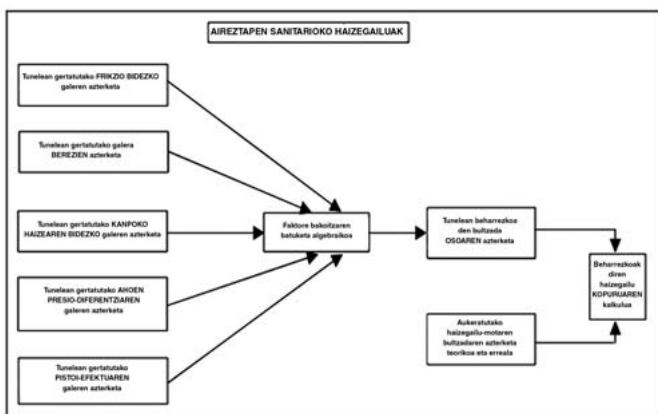 AIREZTAPEN SANITARIOKO HAIZEGAILUAK
Tunelean gertatutako FRIKZIO BIDEZKO
galeren azterketa
Tunelean gertatutako galera
BEREZIEN azterketa
Tunelean gertatutako KANPOKO
HAIZEAREN BIDEZKO galeren azterketa
Tunelean gertatutako AHOEN
PRESIO-DIFERENTZIAREN
galeren azterketa
Tunelean gertatutako
PISTOI-EFEKTUAREN
galeren azterketa
Faktore bakoitzaren
batuketa algebraikoa
Tunelean beharrezkoa
den bultzada
OSOAREN azterketa
Aukeratutako
haizegailu-motaren
bultzadaren azterketa
teorikoa eta erreala
Beharrezkoak
diren
haizegailu
KOPURUAREN
kalkulua